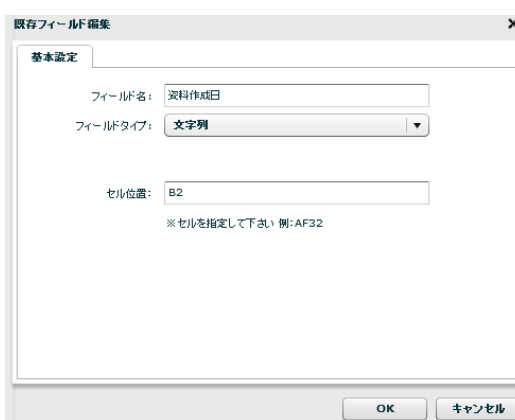 既存フィールド編集
基本設定
フィールド名: 資料作成日
フィールドタイプ: 文字列
セル位置: B2
※セルを指定して下さい 例:AF32
OK キャンセル